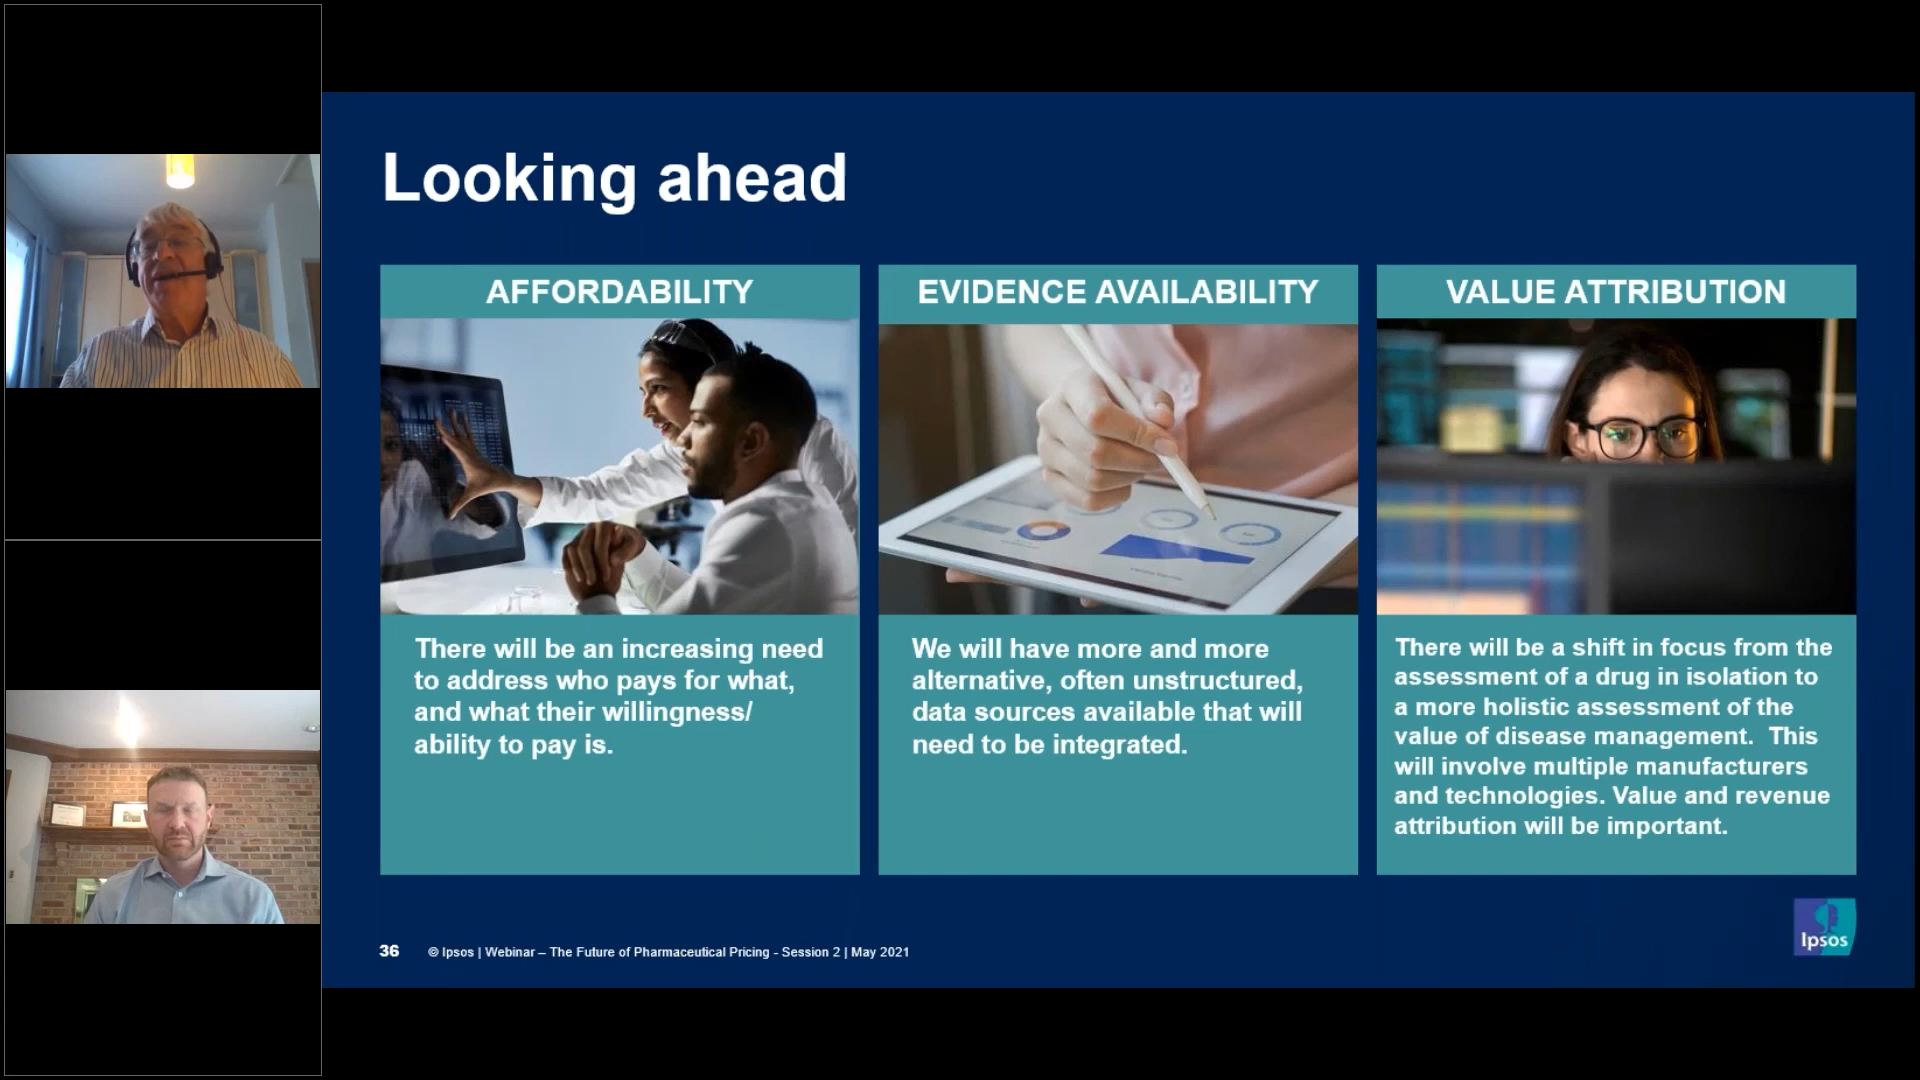 Looking ahead
AFFORDABILITY
There will be an increasing need
to address who pays for what,
and what their willingness/
ability to pay is.
EVIDENCE AVAILABILITY
We will have more and more
alternative, often unstructured,
data sources available that will
need to be integrated.
VALUE ATTRIBUTION
There will be a shift in focus from the
assessment of a drug in isolation to
a more holistic assessment of the
value of disease management.  This
will involve multiple manufacturers
and technologies. Value and revenue
attribution will be important.
36
© Ipsos | Webinar – The Future of Pharmaceutical Pricing - Session 2 | May 2021
Ipsos